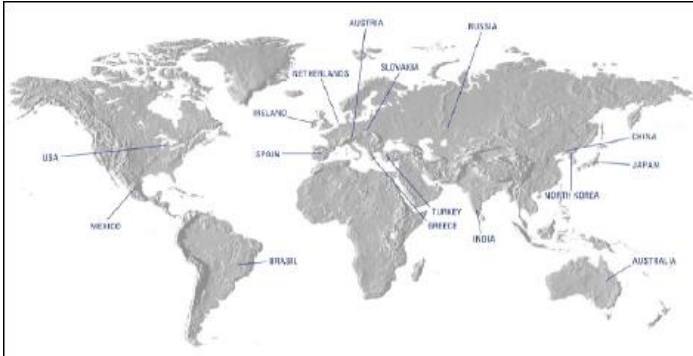 AUSTRIA
RUSSIA
SLOVAKIA
NETHERLANDS
IRELAND
CHINA
USA
SPAIN
JAPAN
NORTH KOREA
TURKEY
MEXICO
GREECE
INDIA
BRASIL
AUSTRALIA